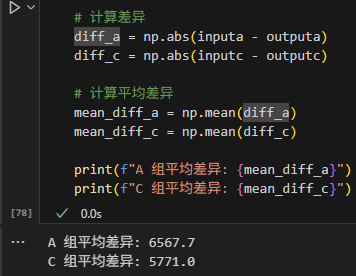 # 计算差异
diff_a = np.abs(inputa - outputa)
diff_c = np.abs(inputc - outputc)
# 计算平均差异
mean_diff_a = np.mean(diff_a)
mean_diff_c = np.mean(diff_c)
print(f"A 组平均差异: {mean_diff_a}")
print(f"C 组平均差异: {mean_diff_c}")
[78]
0.0s
A 组平均差异: 6567.7
C 组平均差异: 5771.0